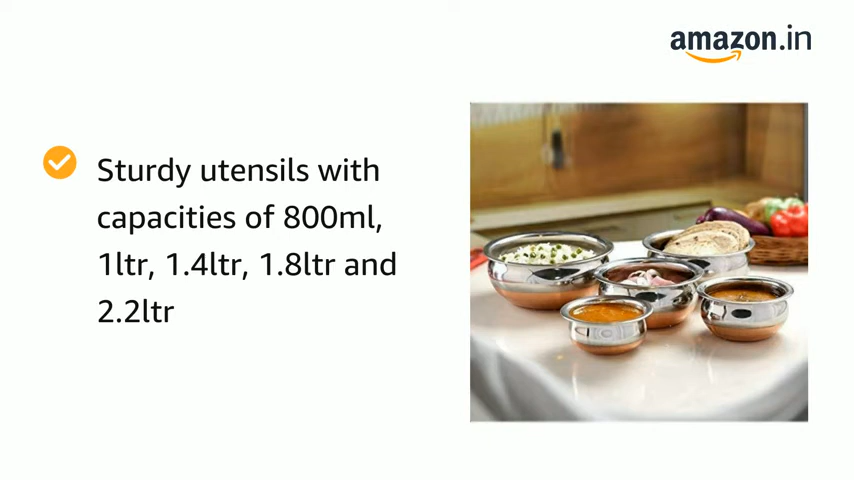 amazon.in
Sturdy utensils with
capacities of 800ml,
1ltr, 1.4ltr, 1.8ltr and
2.2ltr